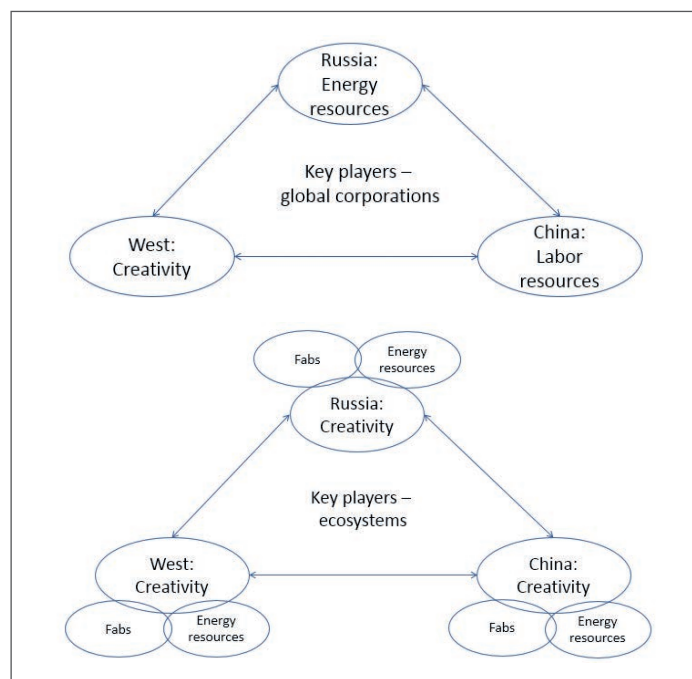 Russia:
Energy
resources
Key players –
global corporations
West:
Creativity
China:
Labor
resources
Fabs
Energy
resources
Russia:
Creativity
Key players –
ecosystems
West:
Creativity
China:
Creativity
Fabs
Energy
resources
Fabs
Energy
resources